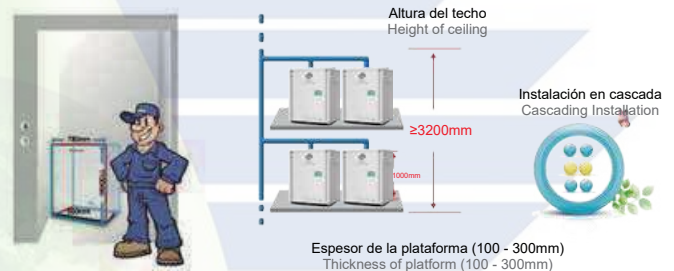 Altura del techo
Height of ceiling
Instalación en cascada
Cascading Installation
≥3200mm
1000mm
Espesor de la plataforma (100 - 300mm)
Thickness of platform (100 - 300mm)